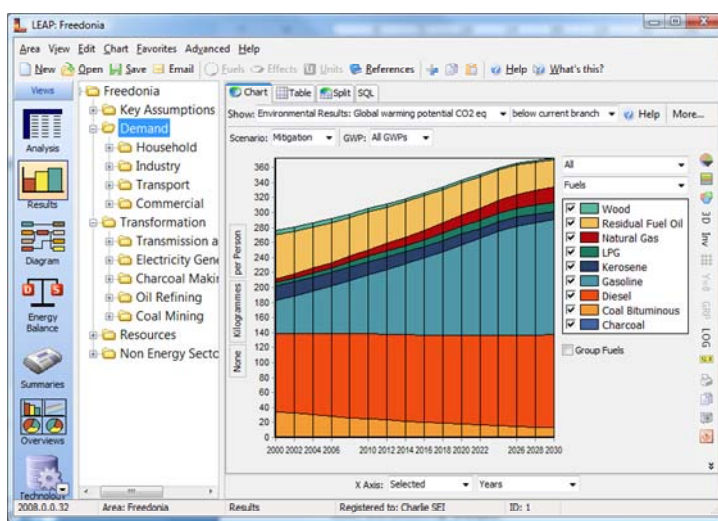 LEAP: Freedonia
Area View Edit Chart Favorites Advanced Help
New Open Save Email Fuels Effects Units References Help What's this?
Views
Analysis
Results
Diagram
Energy Balance
Summaries
Overviews
Technology
Freedonia
Key Assumptions
Demand
Household
Industry
Transport
Commercial
Transformation
Transmission a
Electricity Gene
Charcoal Makin
Oil Refining
Coal Mining
Resources
Non Energy Secto
Chart Table Split SQL
Show: Environmental Results: Global warming potential CO2 eq below current branch Help More...
Scenario: Mitigation GWP: All GWPs
per Person
Kilogrammes
None
360
340
320
300
280
260
240
220
200
180
160
140
120
100
80
60
40
20
0
2000 2002 2004 2006 2010 2012 2014 2016 2018 2020 2022 2026 2028 2030
All
Fuels
Wood
Residual Fuel Oil
Natural Gas
LPG
Kerosene
Gasoline
Diesel
Coal Bituminous
Charcoal
Group Fuels
3D
Inv
Y=0
GRP
LOG
X Axis: Selected Years
2008.0.0.32 Area: Freedonia Results Registered to: Charlie SEI ID: 1